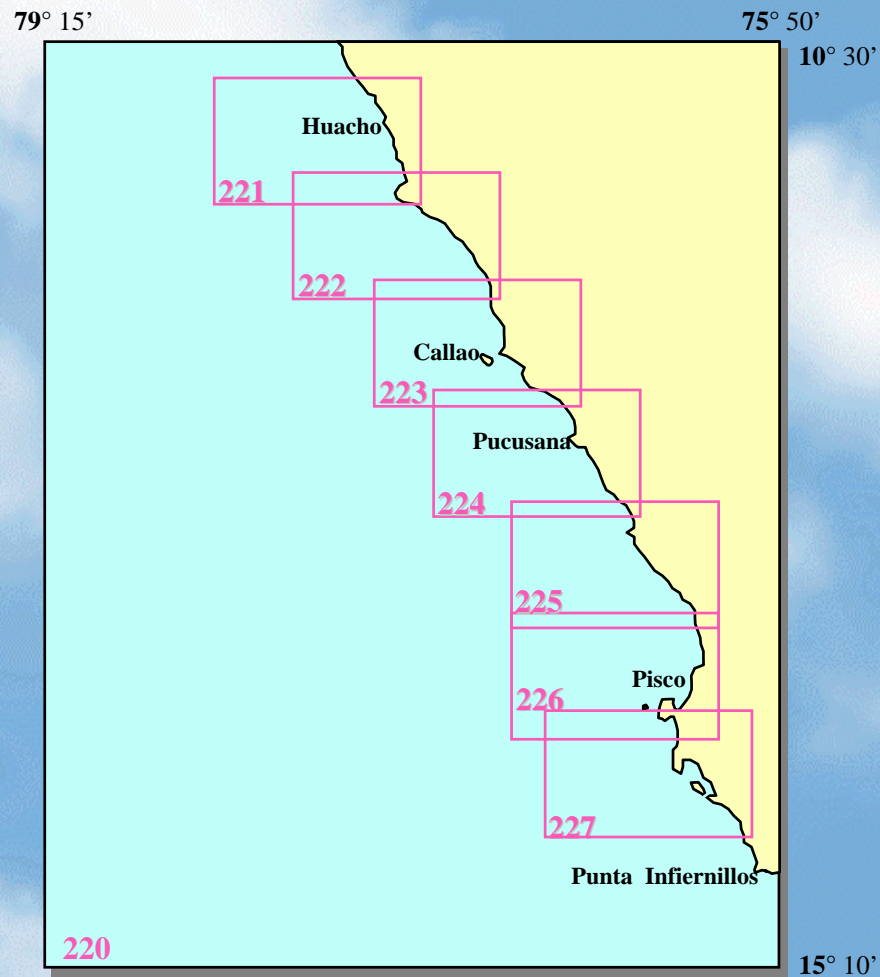 79° 15’
75° 50’
10° 30’
Huacho
221
222
Callao
223
Pucusana
224
225
Pisco
226
227
Punta Infiernillos
220
15° 10’